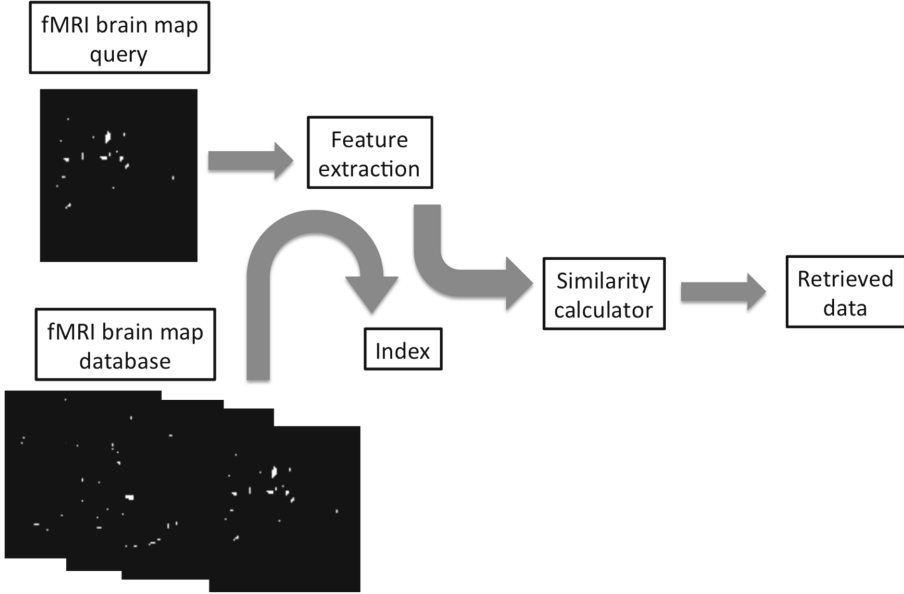 fMRI brain map
query
Feature
extraction
Similarity
calculator
Retrieved
data
fMRI brain map
database
Index